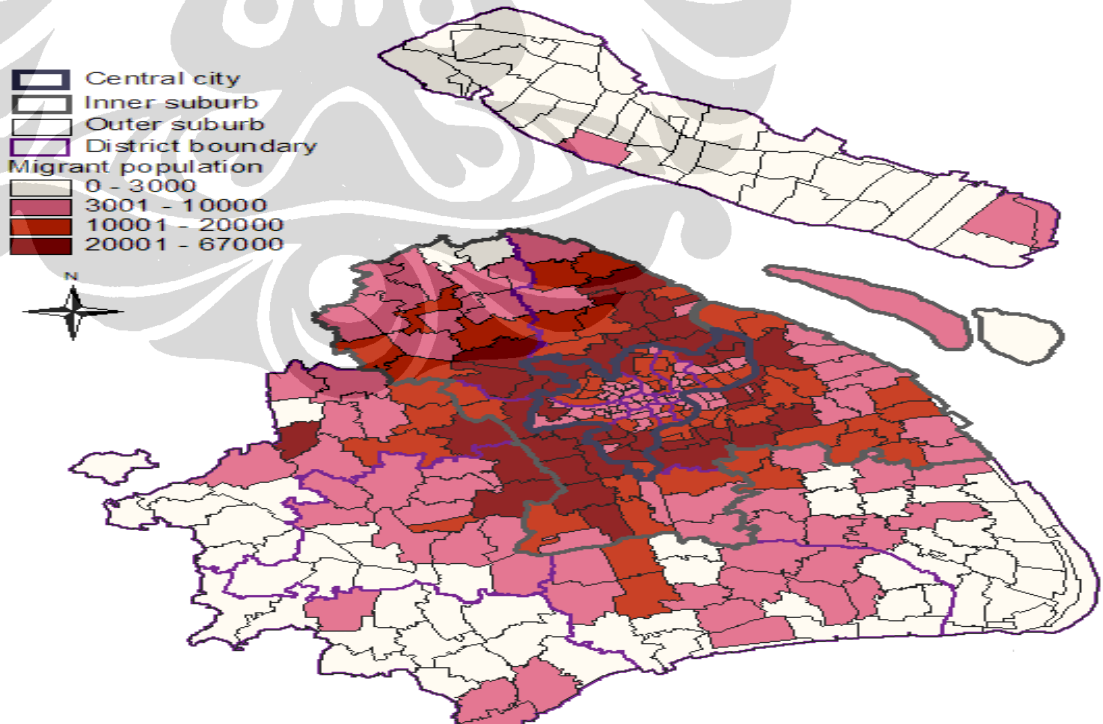 Central city
Inner suburb
Outer suburb
District boundary
Migrant population
0 - 3000
3001 - 10000
10001 - 20000
20001 - 67000
N